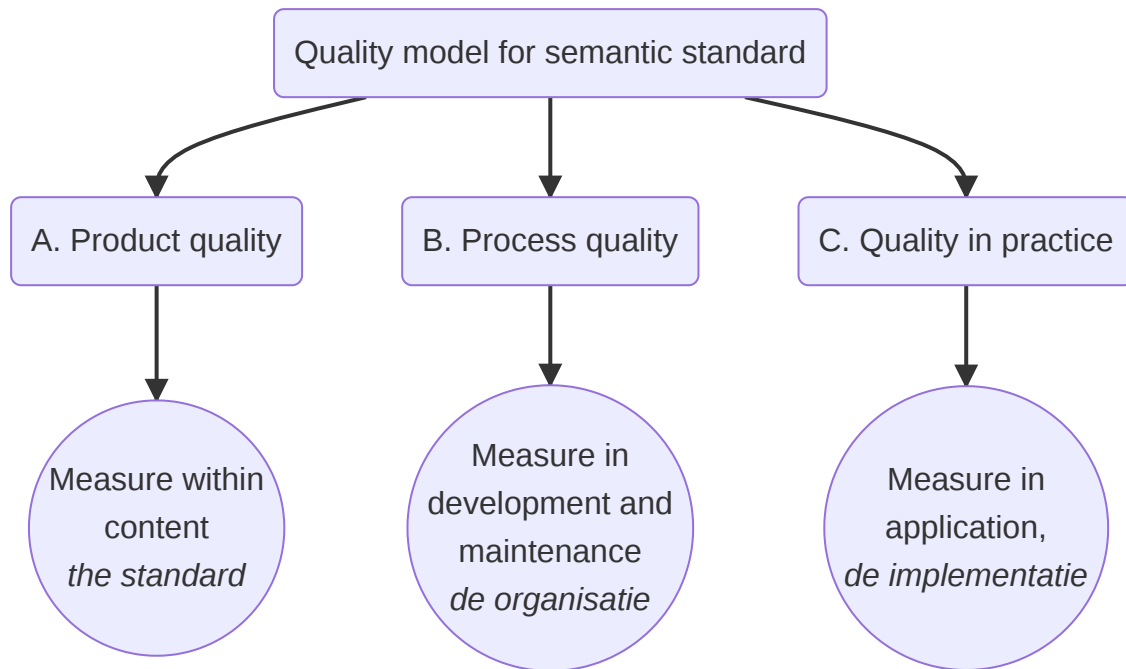 Quality model for semantic standard
A. Product quality
B. Process quality
C. Quality in practice
Measure within
content
the standard
Measure in
development and
maintenance
de organisatie
Measure in
application,
de implementatie